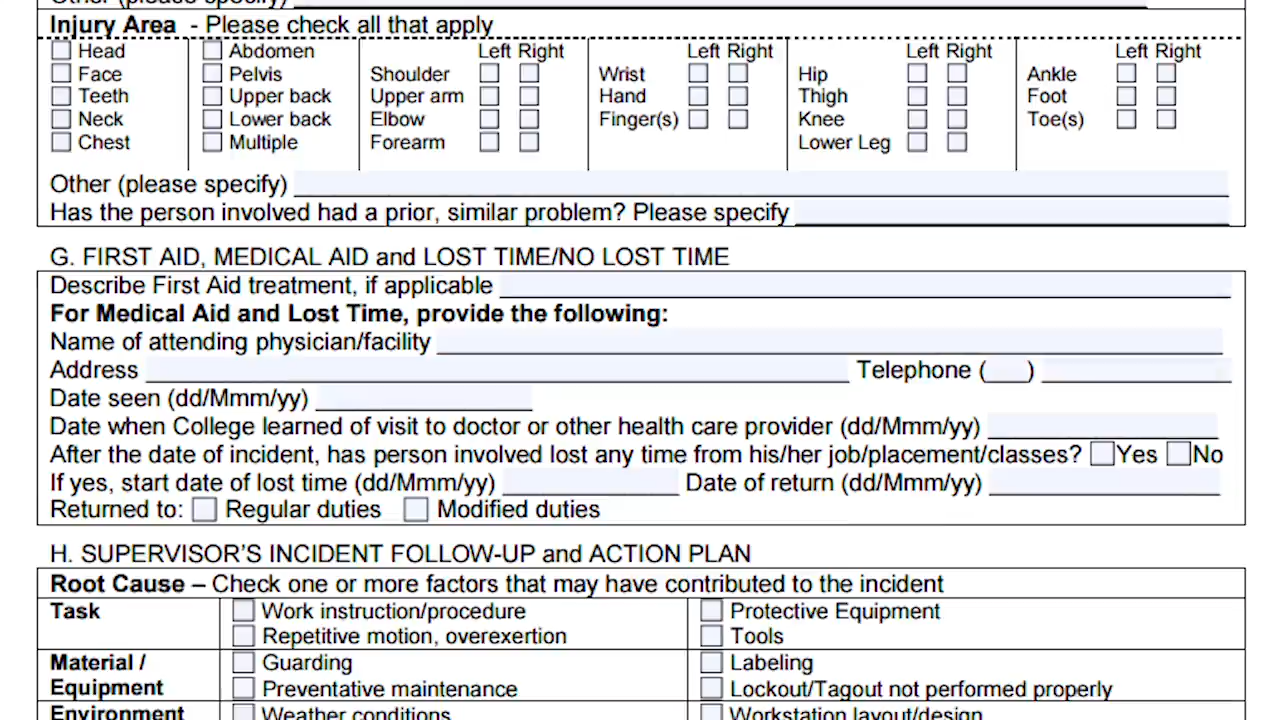 Other (please specify)
Injury Area - Please check all that apply
Head Abdomen Left Right Left Right Left Right Left Right
Face Pelvis Shoulder Wrist Hip Ankle
Teeth Upper back Upper arm Hand Thigh Foot
Neck Lower back Elbow Finger(s) Knee Toe(s)
Chest Multiple Forearm Lower Leg
Other (please specify)
Has the person involved had a prior, similar problem? Please specify
G. FIRST AID, MEDICAL AID and LOST TIME/NO LOST TIME
Describe First Aid treatment, if applicable
For Medical Aid and Lost Time, provide the following:
Name of attending physician/facility
Address Telephone (___)
Date seen (dd/Mmm/yy)
Date when College learned of visit to doctor or other health care provider (dd/Mmm/yy)
After the date of incident, has person involved lost any time from his/her job/placement/classes? Yes No
If yes, start date of lost time (dd/Mmm/yy) Date of return (dd/Mmm/yy)
Returned to: Regular duties Modified duties
H. SUPERVISOR'S INCIDENT FOLLOW-UP and ACTION PLAN
Root Cause – Check one or more factors that may have contributed to the incident
Task Work instruction/procedure Protective Equipment
Repetitive motion, overexertion Tools
Material / Guarding Labeling
Equipment Preventative maintenance Lockout/Tagout not performed properly
Environment Weather conditions Workstation layout/design